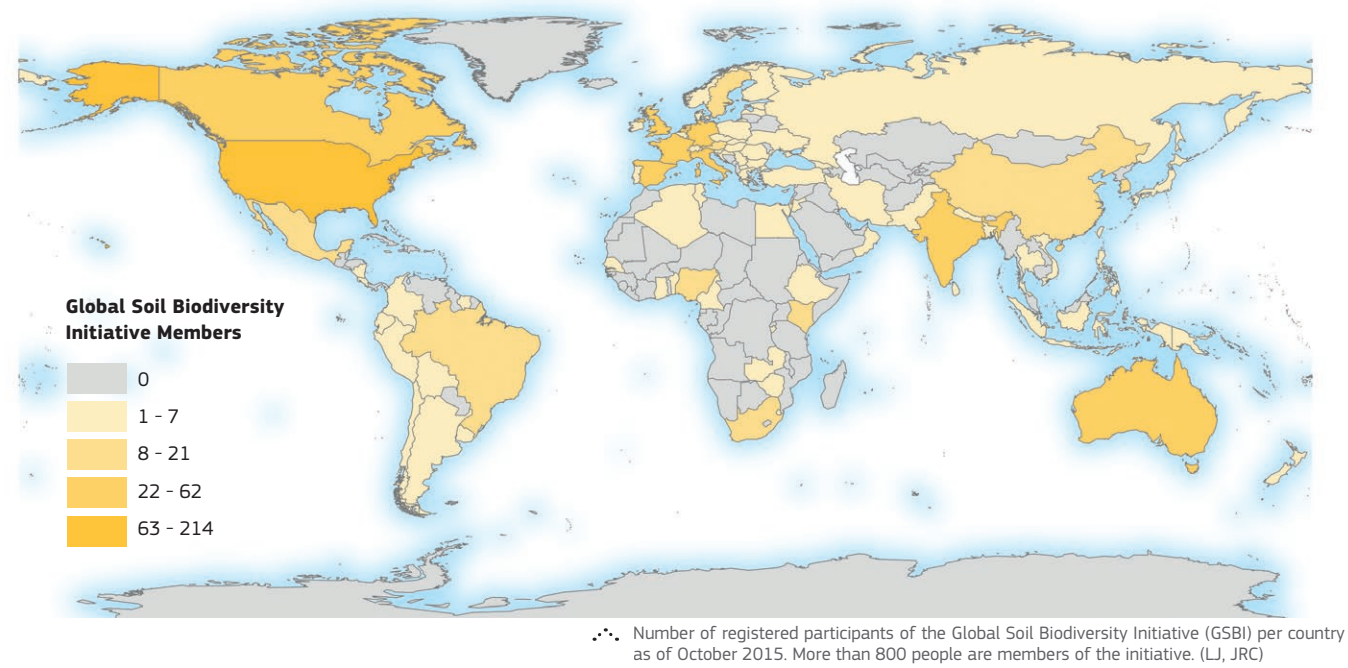 Global Soil Biodiversity
Initiative Members
0
1 - 7
8 - 21
22 - 62
63 - 214
Number of registered participants of the Global Soil Biodiversity Initiative (GSBI) per country
as of October 2015. More than 800 people are members of the initiative. (LJ, JRC)